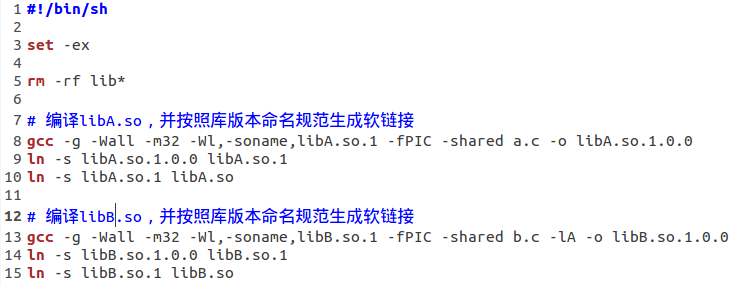 1 #!/bin/sh
2
3 set -ex
4
5 rm -rf lib*
6
7 # 编译libA.so，并按照库版本命名规范生成软链接
8 gcc -g -Wall -m32 -Wl,-soname,libA.so.1 -fPIC -shared a.c -o libA.so.1.0.0
9 ln -s libA.so.1.0.0 libA.so.1
10 ln -s libA.so.1 libA.so
11
12 # 编译libB.so，并按照库版本命名规范生成软链接
13 gcc -g -Wall -m32 -Wl,-soname,libB.so.1 -fPIC -shared b.c -lA -o libB.so.1.0.0
14 ln -s libB.so.1.0.0 libB.so.1
15 ln -s libB.so.1 libB.so